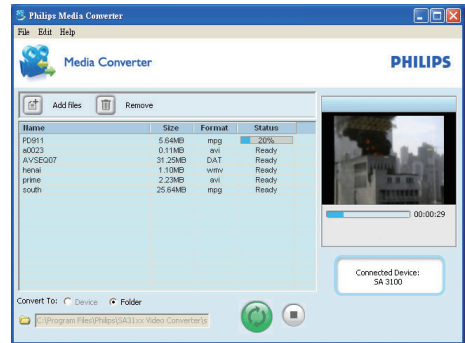 Philips Media Converter
File Edit Help
Media Converter
PHILIPS
Add files Remove
Name Size Format Status
PD911 5.64MB mpg 20%
a0023 0.11MB avi Ready
AVSEQ07 31.25MB DAT Ready
henai 1.10MB wmv Ready
prime 2.23MB avi Ready
south 25.64MB mpg Ready
00:00:29
Connected Device:
SA 3100
Convert To: Device Folder
C:\Program Files\Philips\SA31xx Video Converter\s